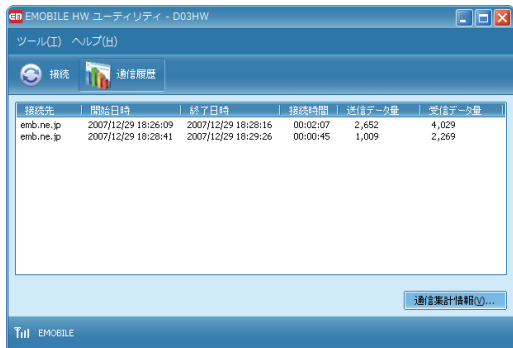 EMOBILE HW ユーティリティ - D03HW
ツール(T) ヘルプ(H)
接続 通信履歴
接続先 開始日時 終了日時 接続時間 送信データ量 受信データ量
emb.ne.jp 2007/12/29 18:26:09 2007/12/29 18:28:16 00:02:07 2,652 4,029
emb.ne.jp 2007/12/29 18:28:41 2007/12/29 18:29:26 00:00:45 1,009 2,269
通信集計情報(V)...
EMOBILE